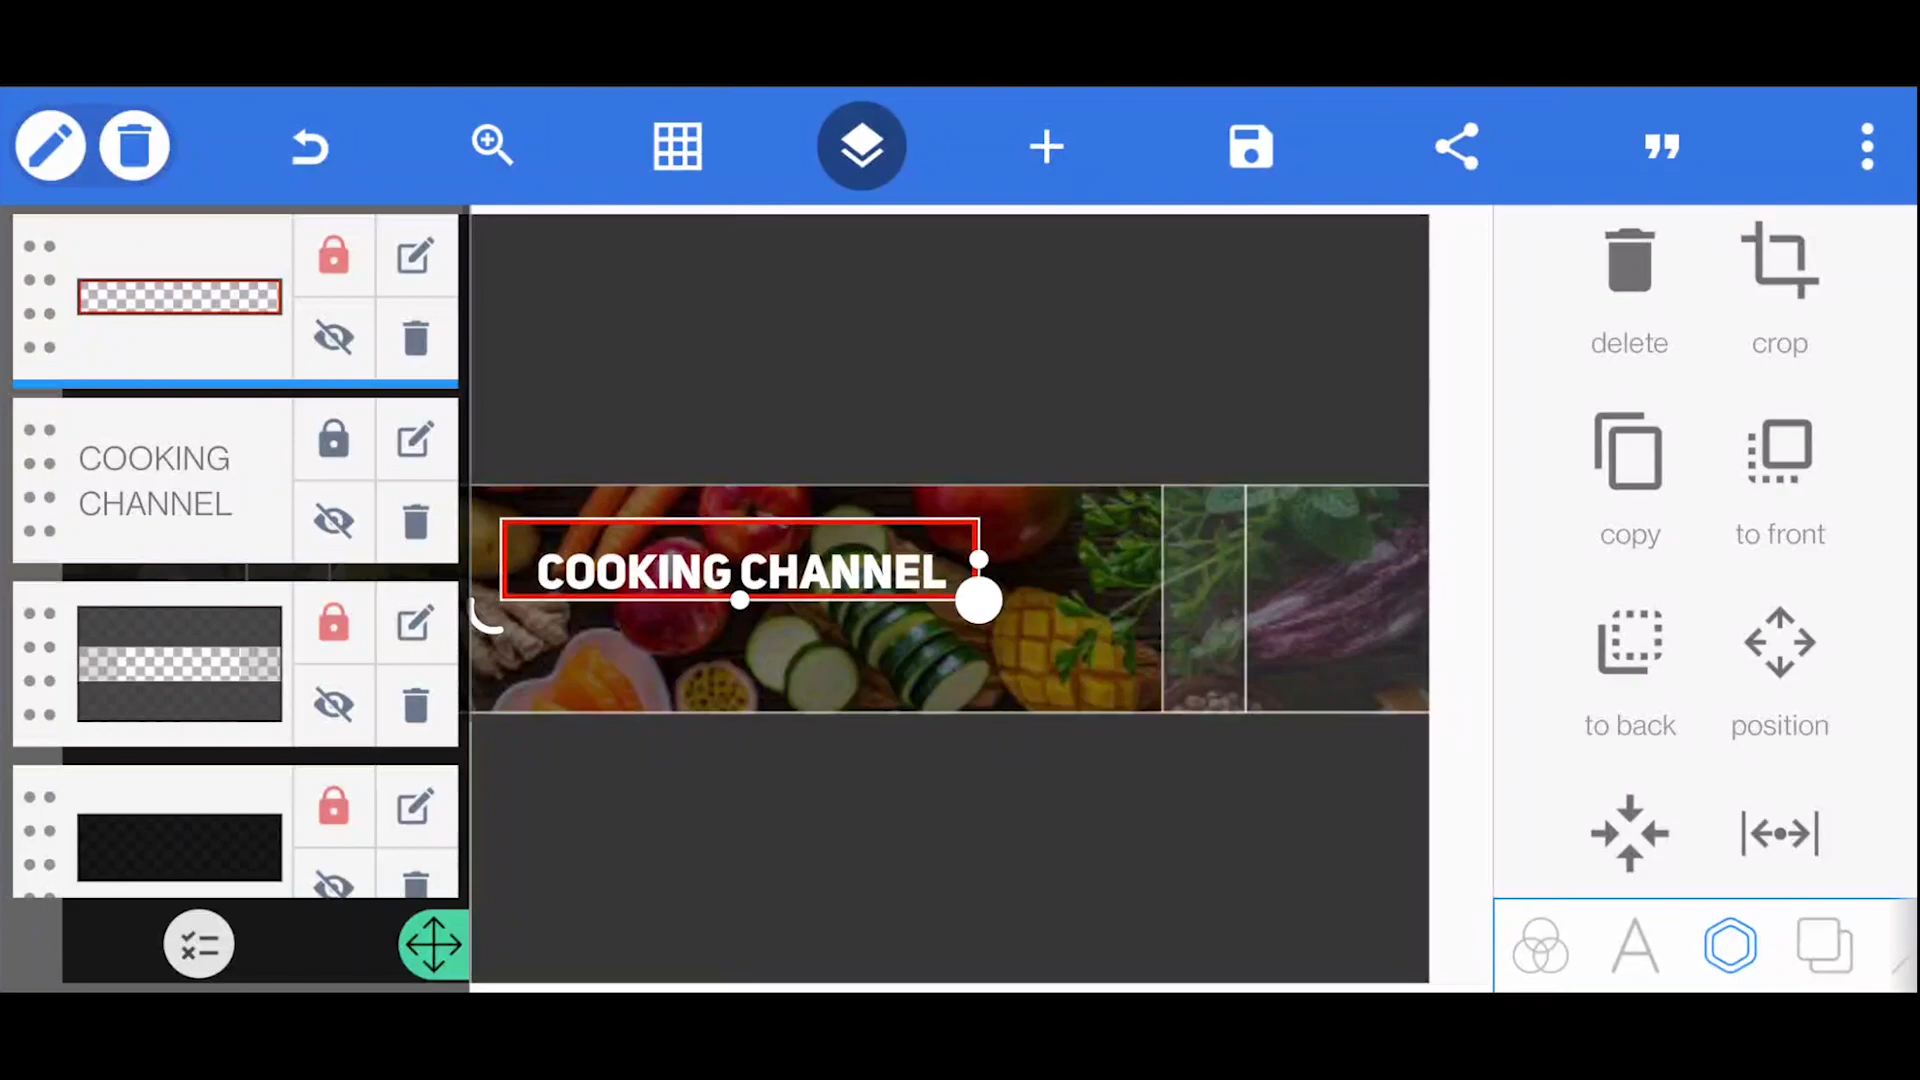 COOKING
CHANNEL
COOKING CHANNEL
delete
crop
copy
to front
to back
position